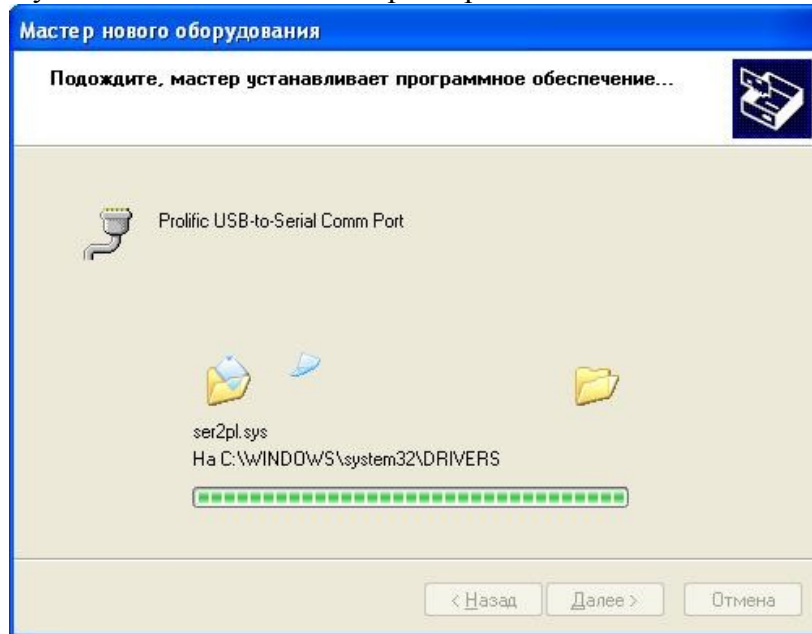 Мастер нового оборудования
Подождите, мастер устанавливает программное обеспечение...
Prolific USB-to-Serial Comm Port
ser2pl.sys
На C:\WINDOWS\system32\DRIVERS
< Назад
Далее >
Отмена